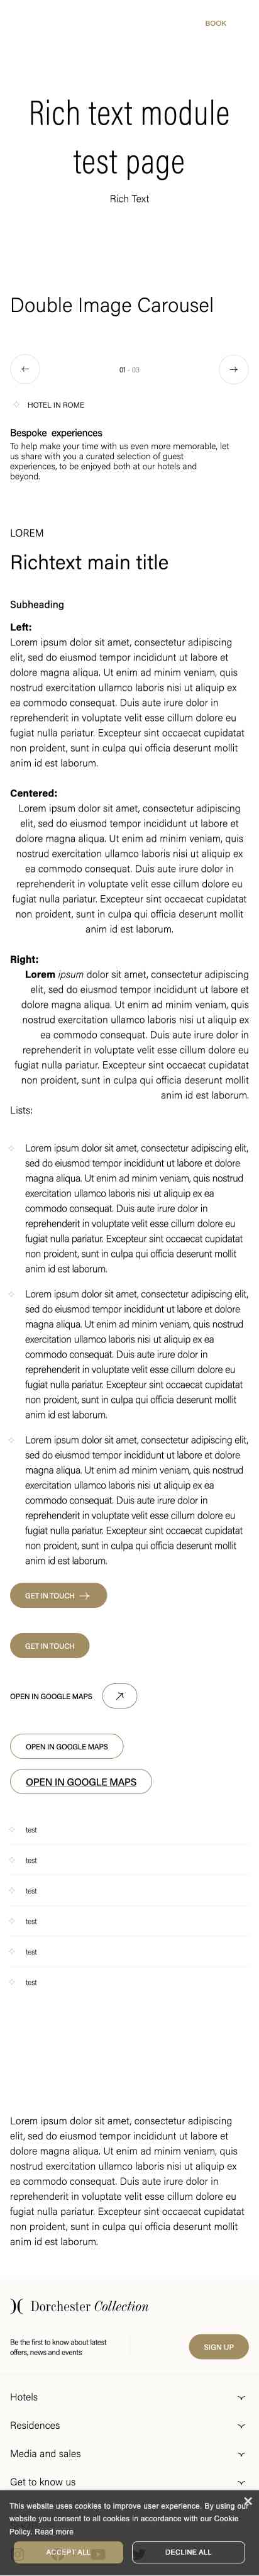 BOOK
Rich text module
test page
Rich Text
Double Image Carousel
01 - 03
HOTEL IN ROME
Bespoke experiences
To help make your time with us even more memorable, let
us share with you a curated selection of guest
experiences, to be enjoyed both at our hotels and
beyond.
LOREM
Richtext main title
Subheading
Left:
Lorem ipsum dolor sit amet, consectetur adipiscing
elit, sed do eiusmod tempor incididunt ut labore et
dolore magna aliqua. Ut enim ad minim veniam, quis
nostrud exercitation ullamco laboris nisi ut aliquip ex
ea commodo consequat. Duis aute irure dolor in
reprehenderit in voluptate velit esse cillum dolore eu
fugiat nulla pariatur. Excepteur sint occaecat cupidatat
non proident, sunt in culpa qui officia deserunt mollit
anim id est laborum.
Centered:
Lorem ipsum dolor sit amet, consectetur adipiscing
elit, sed do eiusmod tempor incididunt ut labore et
dolore magna aliqua. Ut enim ad minim veniam, quis
nostrud exercitation ullamco laboris nisi ut aliquip ex
ea commodo consequat. Duis aute irure dolor in
reprehenderit in voluptate velit esse cillum dolore eu
fugiat nulla pariatur. Excepteur sint occaecat cupidatat
non proident, sunt in culpa qui officia deserunt mollit
anim id est laborum.
Right:
Lorem ipsum dolor sit amet, consectetur adipiscing
elit, sed do eiusmod tempor incididunt ut labore et
dolore magna aliqua. Ut enim ad minim veniam, quis
nostrud exercitation ullamco laboris nisi ut aliquip ex
ea commodo consequat. Duis aute irure dolor in
reprehenderit in voluptate velit esse cillum dolore eu
fugiat nulla pariatur. Excepteur sint occaecat cupidatat
non proident, sunt in culpa qui officia deserunt mollit
anim id est laborum.
Lists:
Lorem ipsum dolor sit amet, consectetur adipiscing elit,
sed do eiusmod tempor incididunt ut labore et dolore
magna aliqua. Ut enim ad minim veniam, quis nostrud
exercitation ullamco laboris nisi ut aliquip ex ea
commodo consequat. Duis aute irure dolor in
reprehenderit in voluptate velit esse cillum dolore eu
fugiat nulla pariatur. Excepteur sint occaecat cupidatat
non proident, sunt in culpa qui officia deserunt mollit
anim id est laborum.
Lorem ipsum dolor sit amet, consectetur adipiscing elit,
sed do eiusmod tempor incididunt ut labore et dolore
magna aliqua. Ut enim ad minim veniam, quis nostrud
exercitation ullamco laboris nisi ut aliquip ex ea
commodo consequat. Duis aute irure dolor in
reprehenderit in voluptate velit esse cillum dolore eu
fugiat nulla pariatur. Excepteur sint occaecat cupidatat
non proident, sunt in culpa qui officia deserunt mollit
anim id est laborum.
Lorem ipsum dolor sit amet, consectetur adipiscing elit,
sed do eiusmod tempor incididunt ut labore et dolore
magna aliqua. Ut enim ad minim veniam, quis nostrud
exercitation ullamco laboris nisi ut aliquip ex ea
commodo consequat. Duis aute irure dolor in
reprehenderit in voluptate velit esse cillum dolore eu
fugiat nulla pariatur. Excepteur sint occaecat cupidatat
non proident, sunt in culpa qui officia deserunt mollit
anim id est laborum.
GET IN TOUCH
GET IN TOUCH
OPEN IN GOOGLE MAPS
OPEN IN GOOGLE MAPS
OPEN IN GOOGLE MAPS
test
test
test
test
test
test
Lorem ipsum dolor sit amet, consectetur adipiscing
elit, sed do eiusmod tempor incididunt ut labore et
dolore magna aliqua. Ut enim ad minim veniam, quis
nostrud exercitation ullamco laboris nisi ut aliquip ex
ea commodo consequat. Duis aute irure dolor in
reprehenderit in voluptate velit esse cillum dolore eu
fugiat nulla pariatur. Excepteur sint occaecat cupidatat
non proident, sunt in culpa qui officia deserunt mollit
anim id est laborum.
Dorchester Collection
Be the first to know about latest
offers, news and events
SIGN UP
Hotels
Residences
Media and sales
Get to know us
This website uses cookies to improve user experience. By using our
website you consent to all cookies in accordance with our Cookie
Policy. Read more
ACCEPT ALL
DECLINE ALL